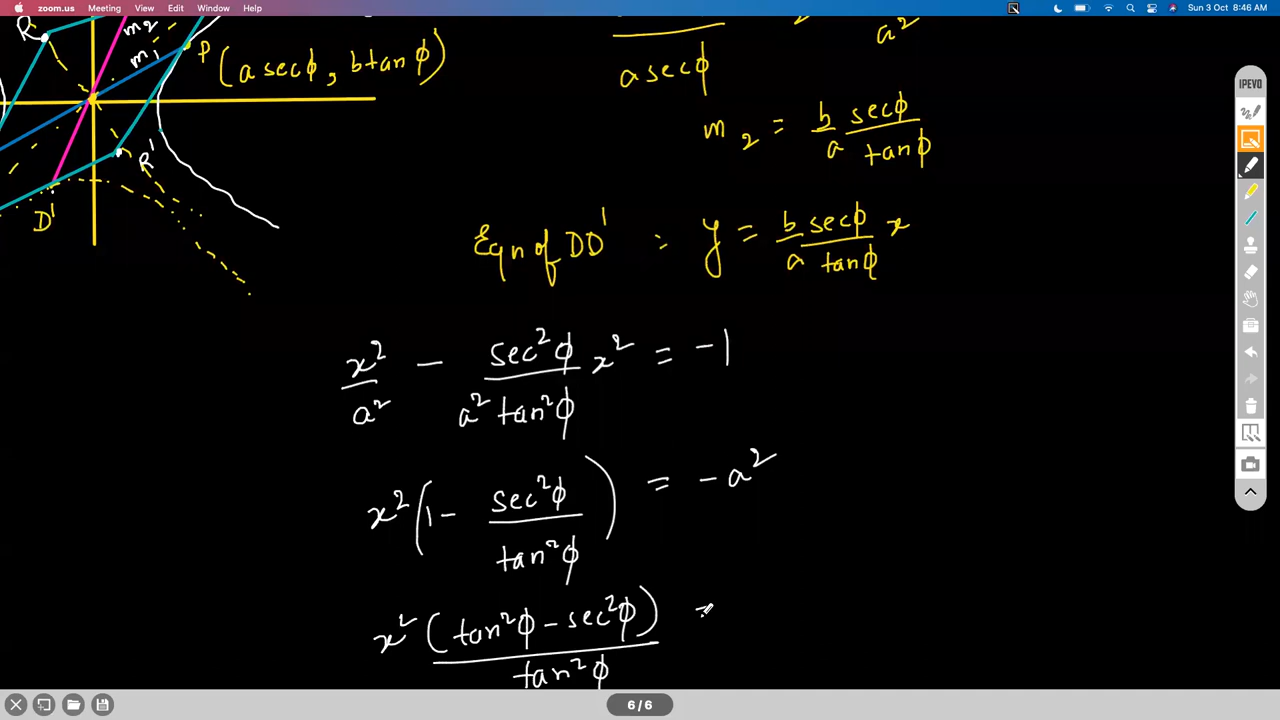 zoom.us Meeting View Edit Window Help Sun 3 Oct 8:46 AM
R m₂
m₁ P (a secφ, b tanφ)
R'
D'
a secφ
a²
m₂ = b/a secφ/tanφ
Eqn of DD' : y = b/a secφ/tanφ x
x²/a² - sec²φ/(a² tan²φ) x² = -1
x² (1 - sec²φ/tan²φ) = -a²
x² (tan²φ - sec²φ)/tan²φ =
IPEVO
6/6